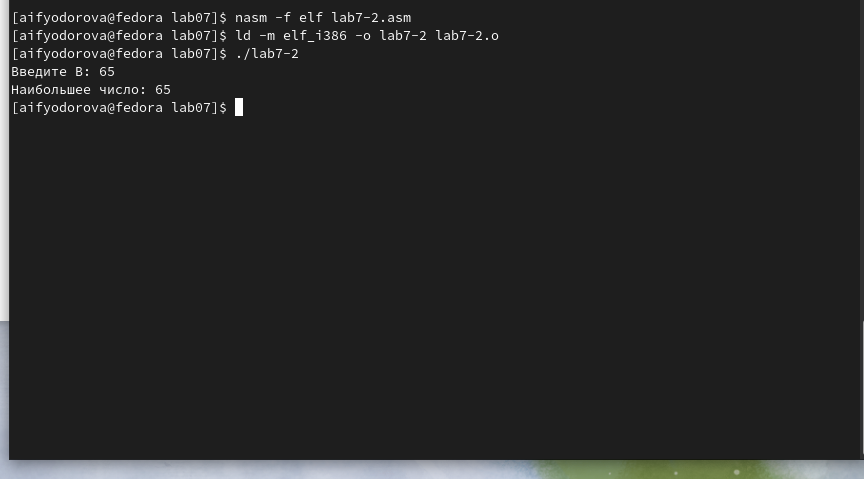 [aifyodorova@fedora lab07]$ nasm -f elf lab7-2.asm
[aifyodorova@fedora lab07]$ ld -m elf_i386 -o lab7-2 lab7-2.o
[aifyodorova@fedora lab07]$ ./lab7-2
Введите В: 65
Наибольшее число: 65
[aifyodorova@fedora lab07]$